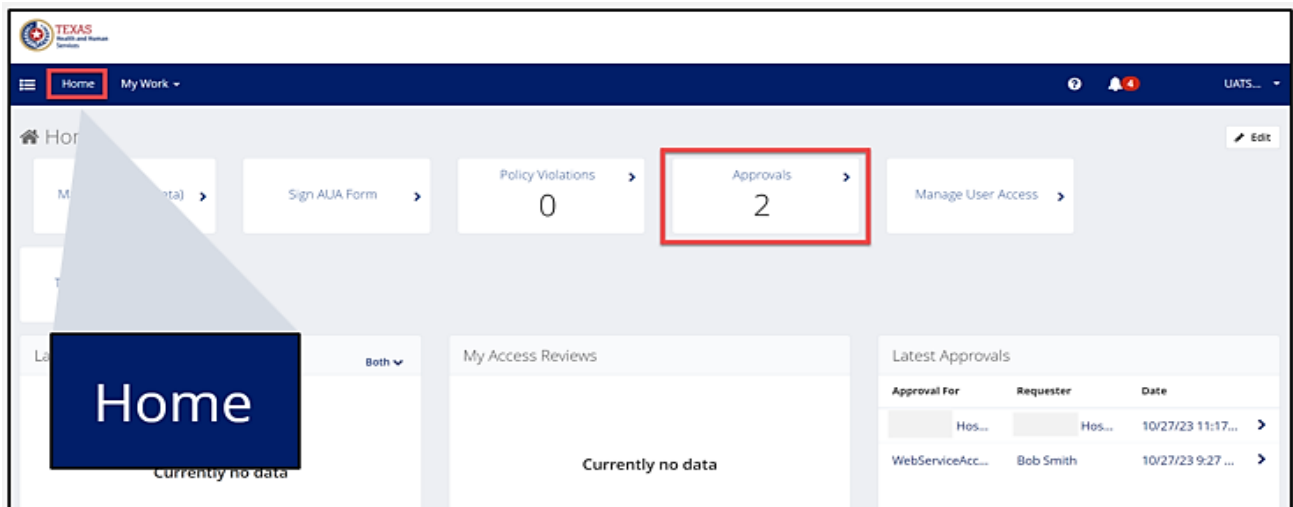 TEXAS
Health and Human
Services
Home
My Work
4
UATS...
Edit
Sign AUA Form
Policy Violations
0
Approvals
2
Manage User Access
Both
My Access Reviews
Latest Approvals
Home
Approval For
Requester
Date
Hos...
Hos...
10/27/23 11:17...
Currently no data
Currently no data
WebServiceAcc...
Bob Smith
10/27/23 9:27 ...